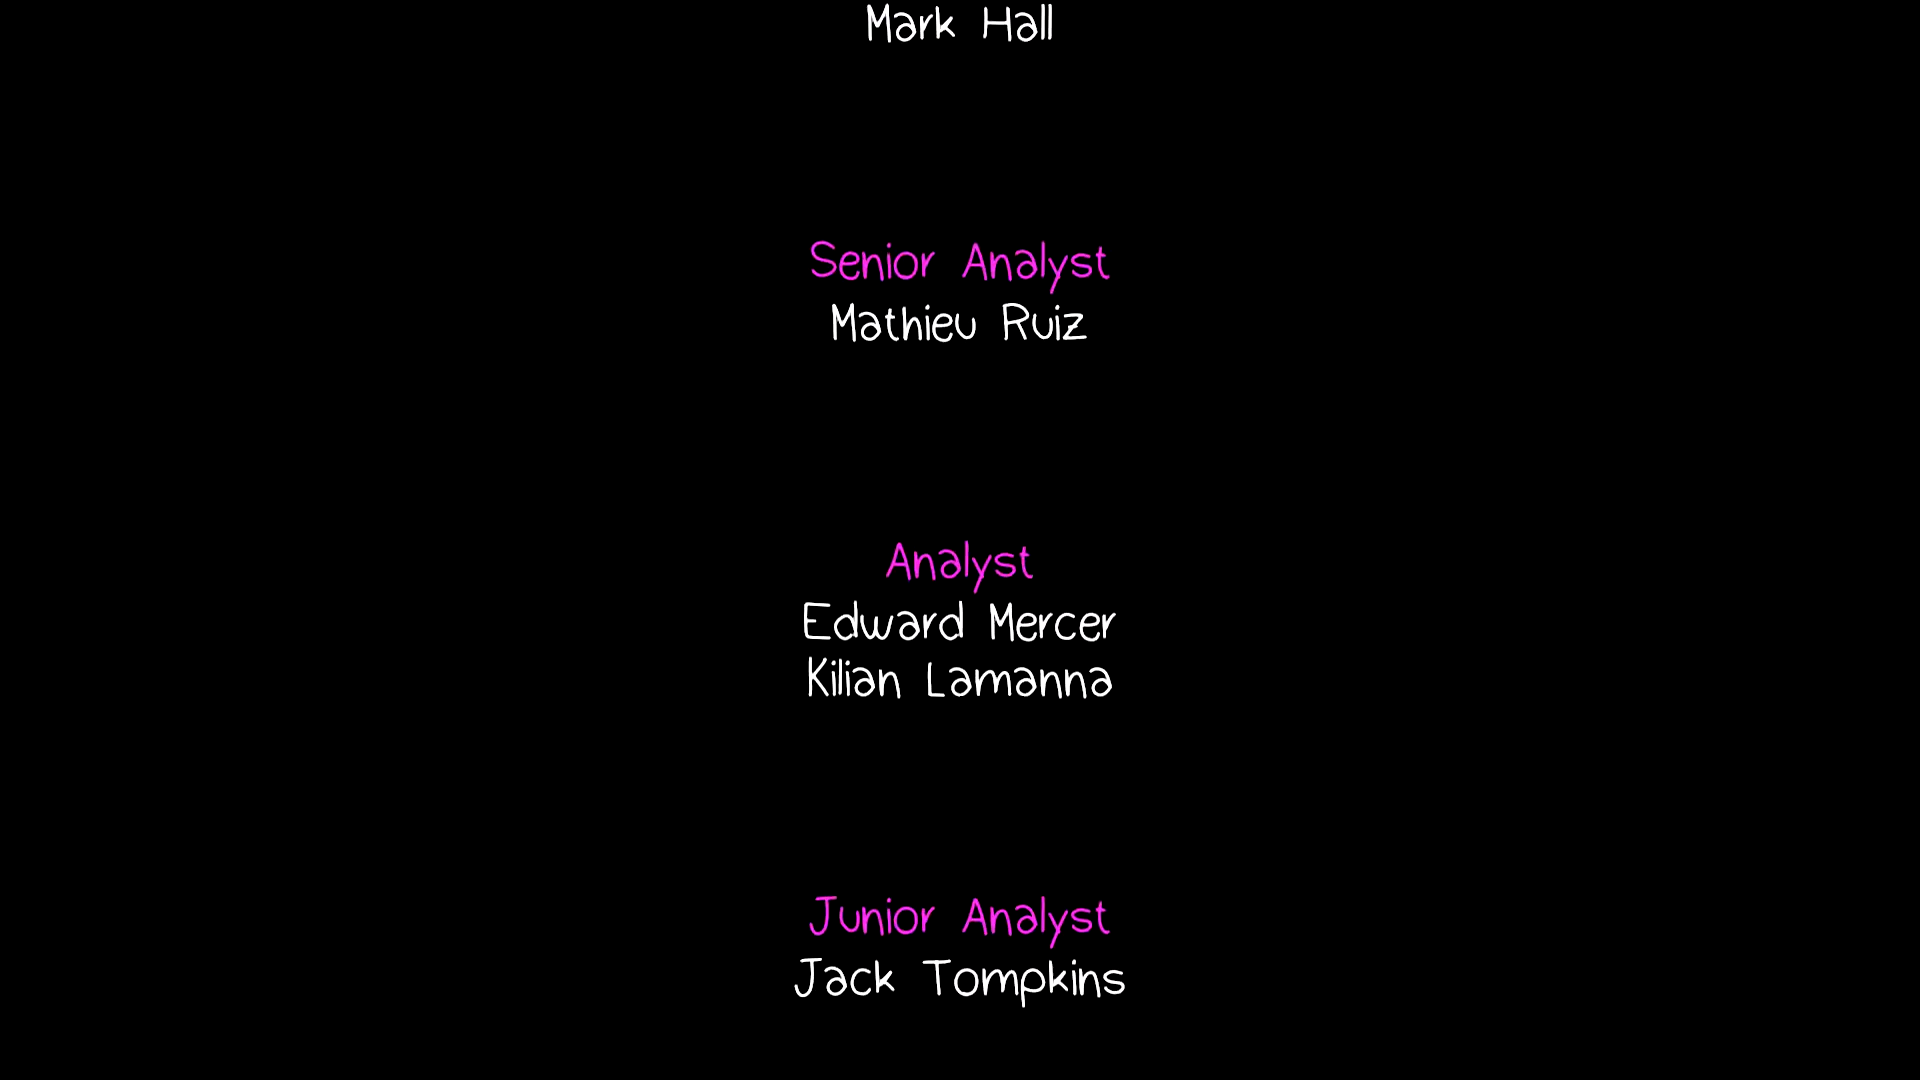 Mark Hall
Senior Analyst
Mathieu Ruiz
Analyst
Edward Mercer
Kilian Lamanna
Junior Analyst
Jack Tompkins